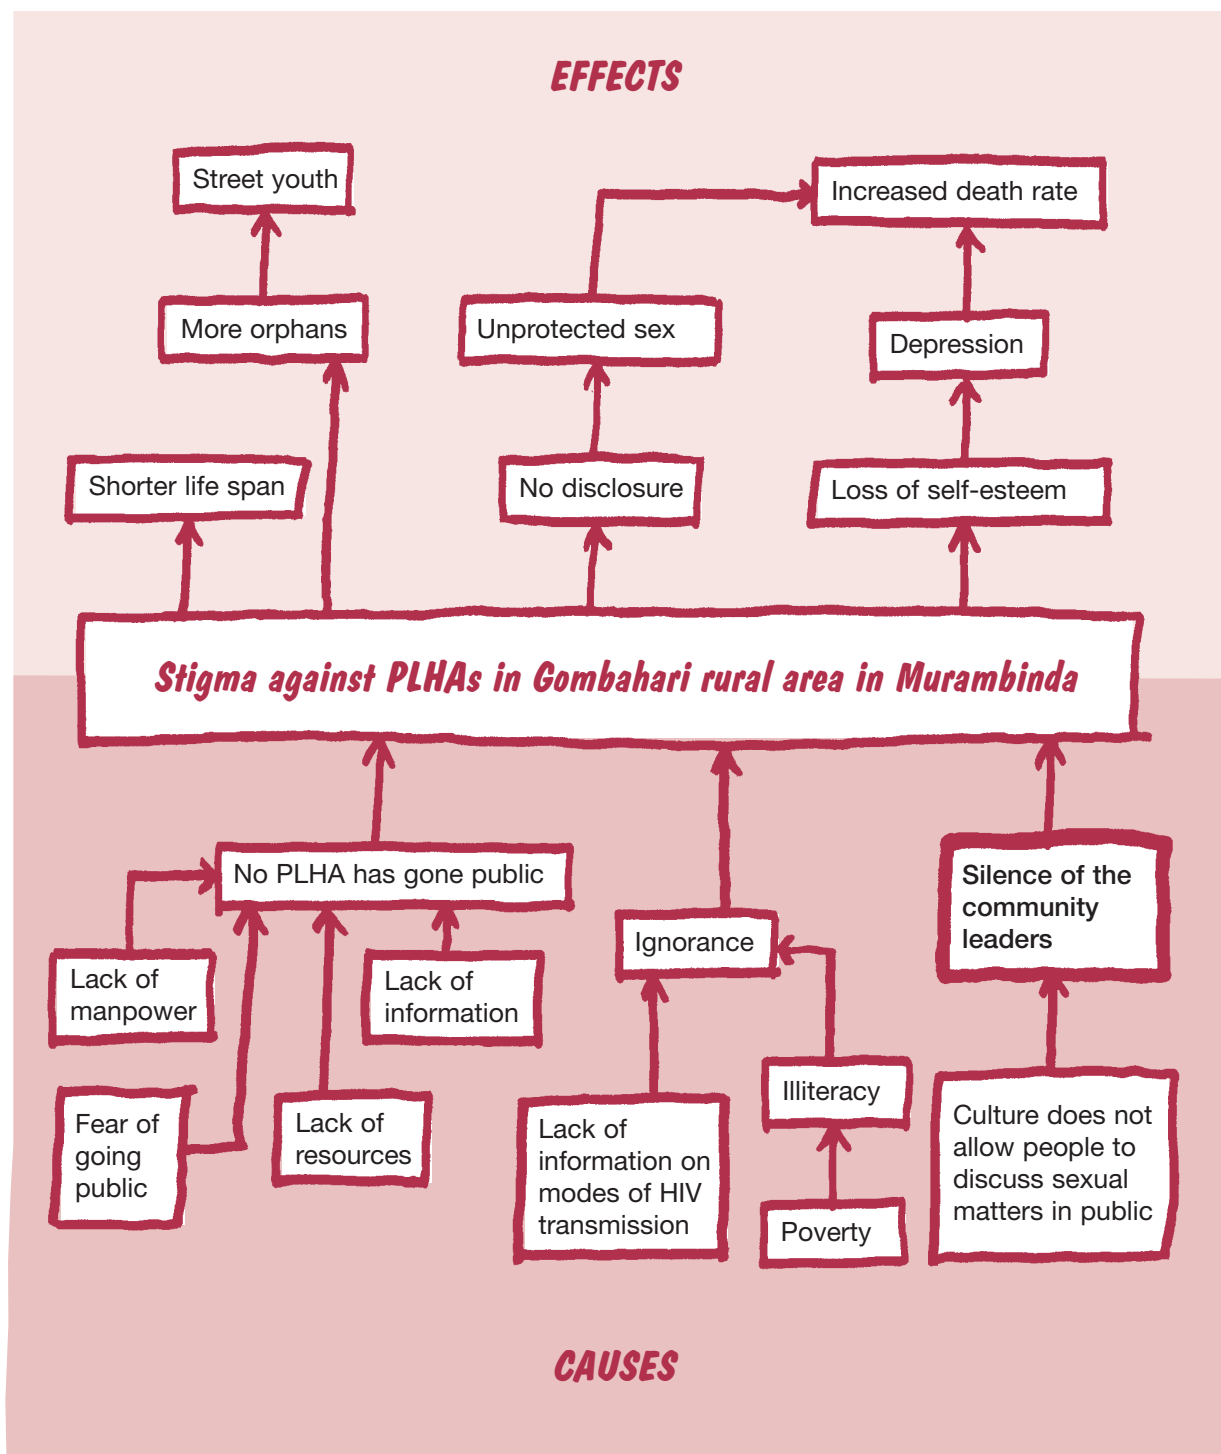 EFFECTS
Street youth
Increased death rate
More orphans
Unprotected sex
Depression
Shorter life span
No disclosure
Loss of self-esteem
Stigma against PLHAs in Gombahari rural area in Murambinda
No PLHA has gone public
Silence of the
community
leaders
Ignorance
Lack of
manpower
Lack of
information
Fear of
going
public
Lack of
resources
Lack of
information on
modes of HIV
transmission
Illiteracy
Poverty
Culture does not
allow people to
discuss sexual
matters in public
CAUSES